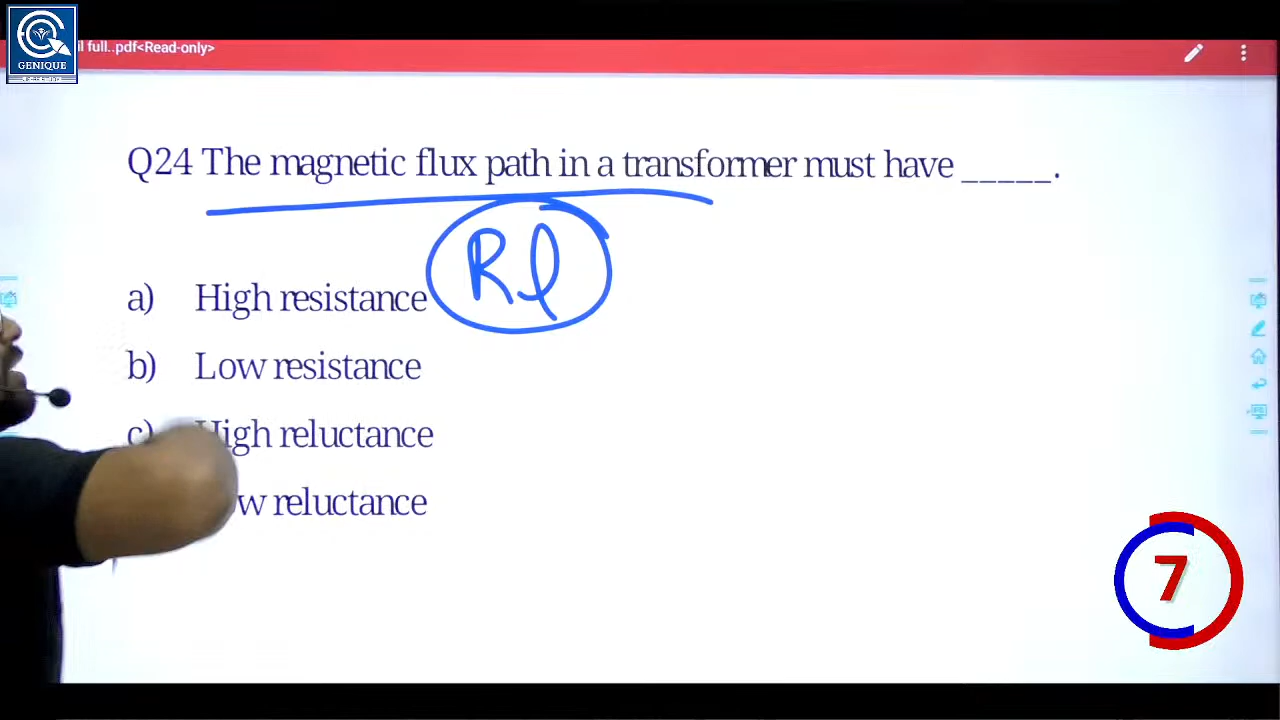 GENIQUE
il full..pdf<Read-only>
Q24 The magnetic flux path in a transformer must have _____.
Rl
a) High resistance
b) Low resistance
c) High reluctance
reluctance
7